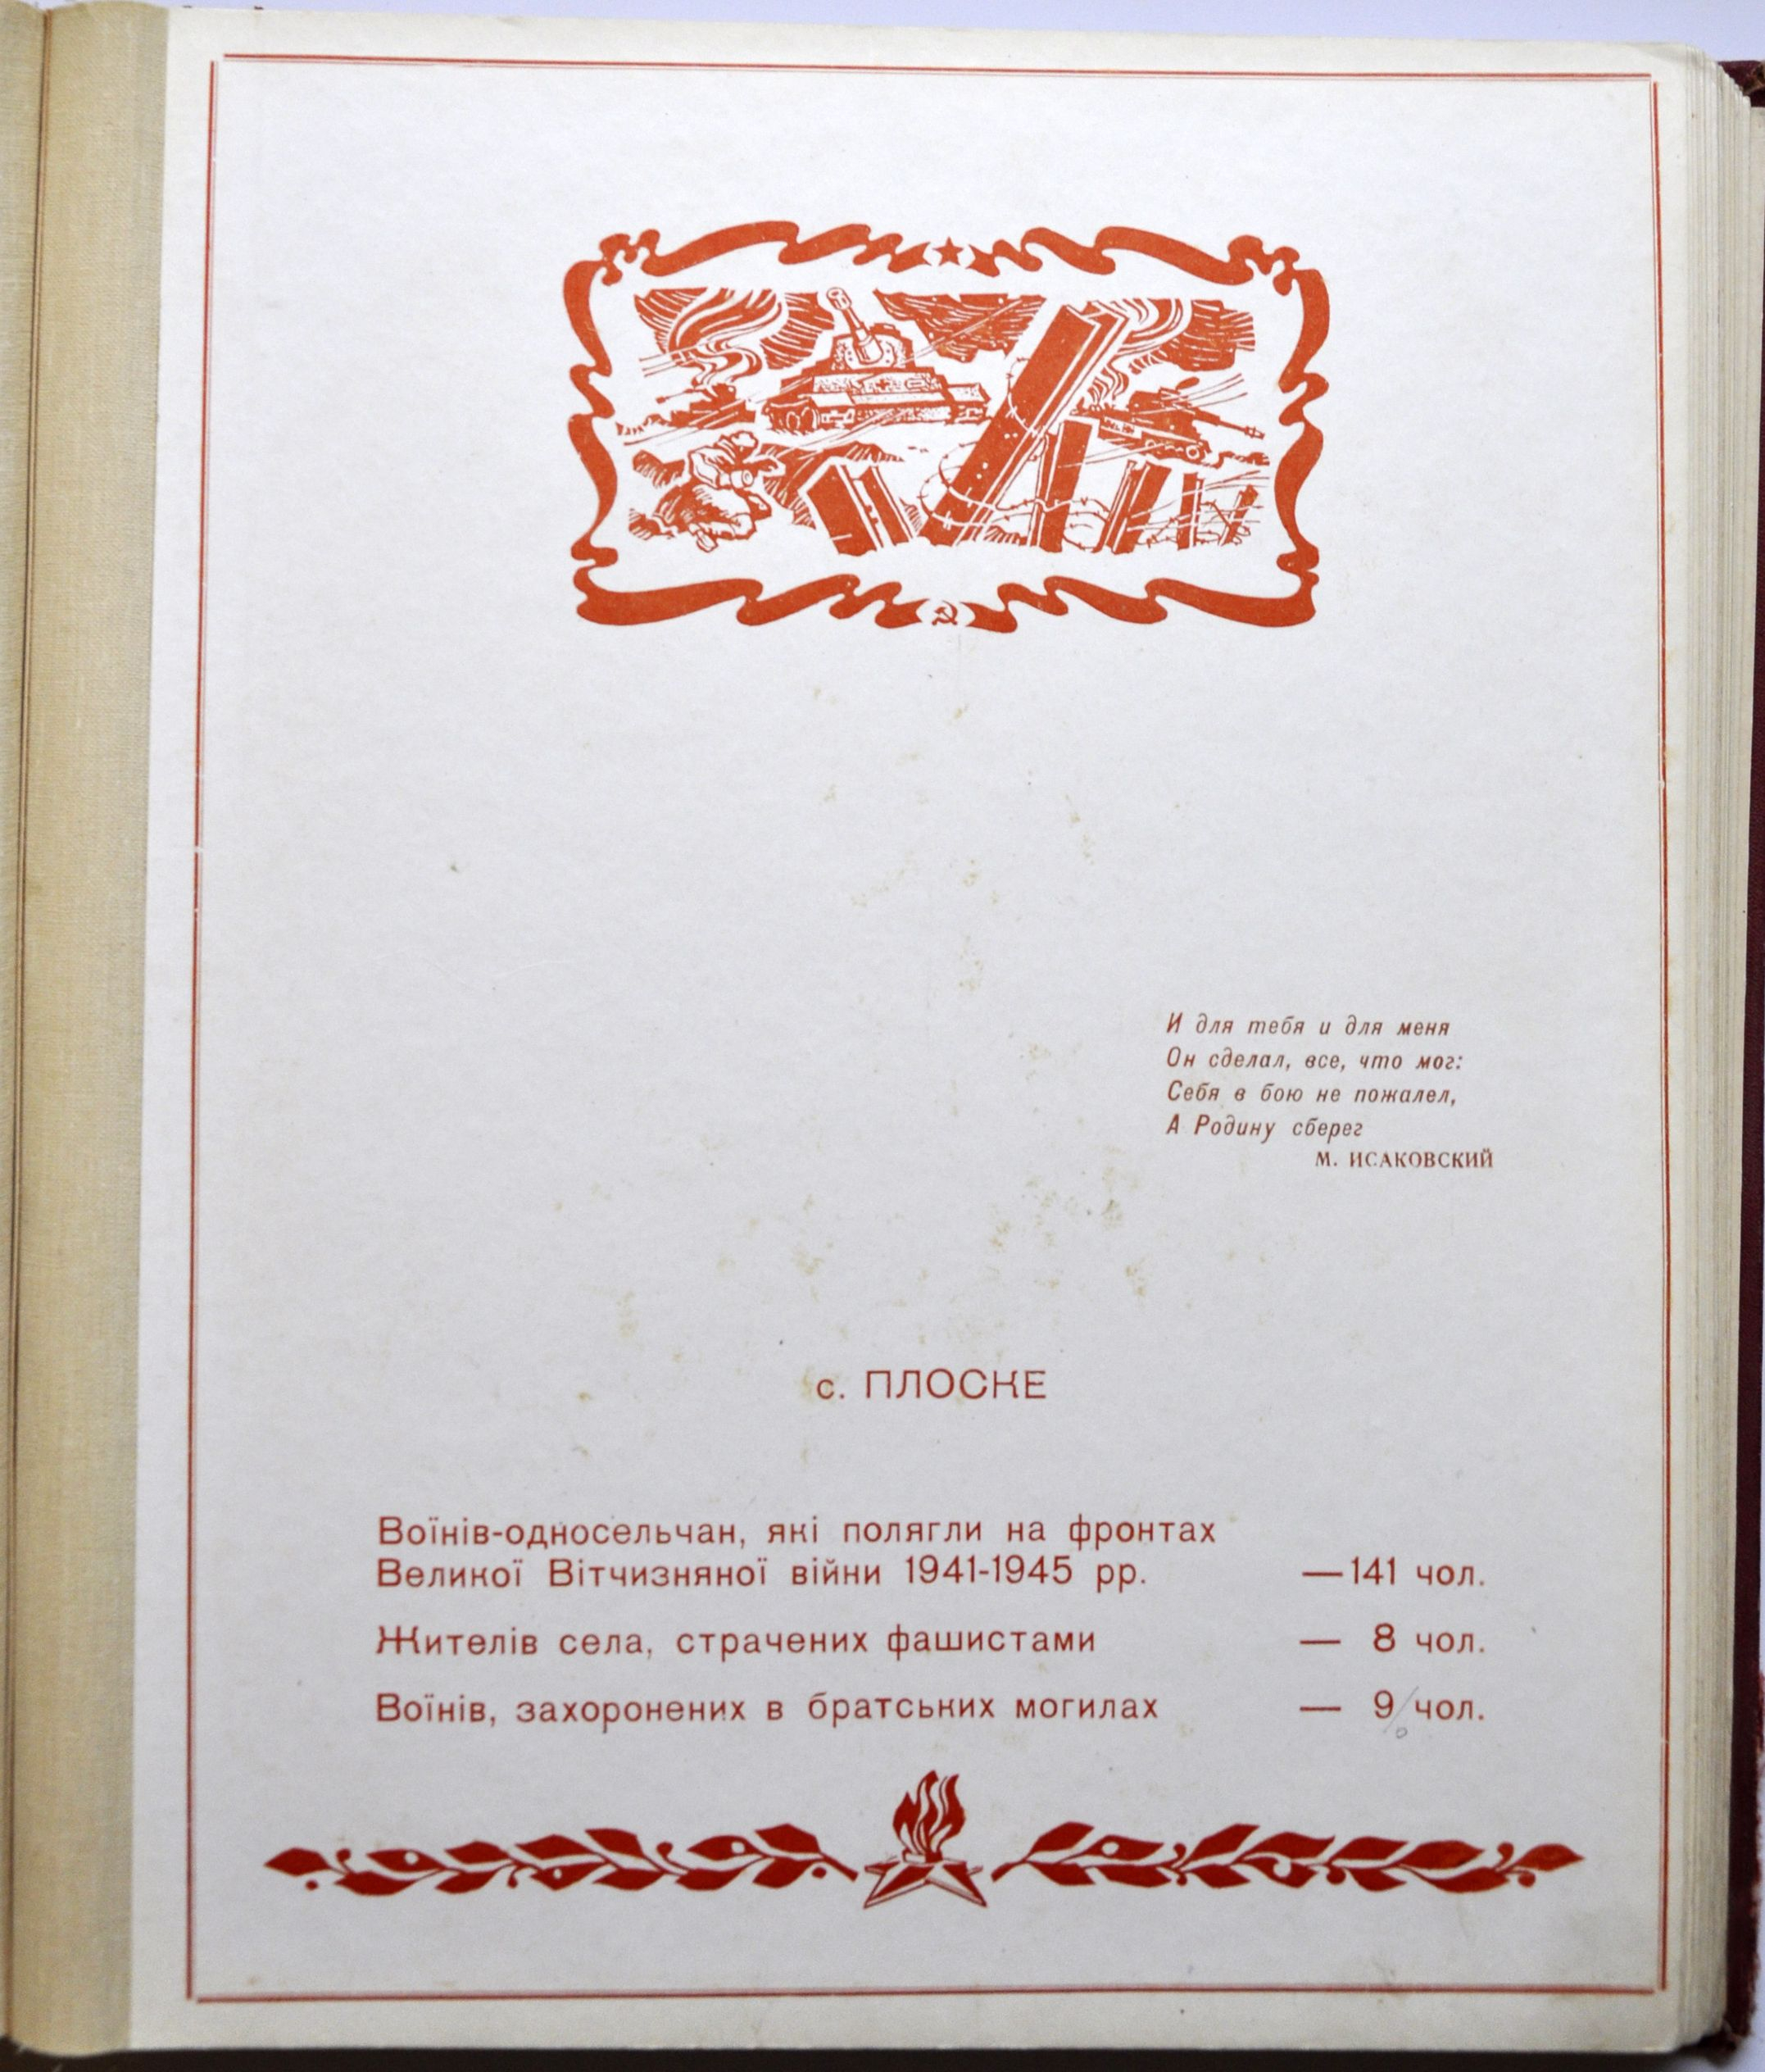 И для тебя и для меня
Он сделал, все, что мог:
Себя в бою не пожалел,
А Родину сберег
М. ИСАКОВСКИЙ
с. ПЛОСКЕ
Воїнів-односельчан, які полягли на фронтах
Великої Вітчизняної війни 1941-1945 рр. — 141 чол.
Жителів села, страчених фашистами — 8 чол.
Воїнів, захоронених в братських могилах — 9 чол.